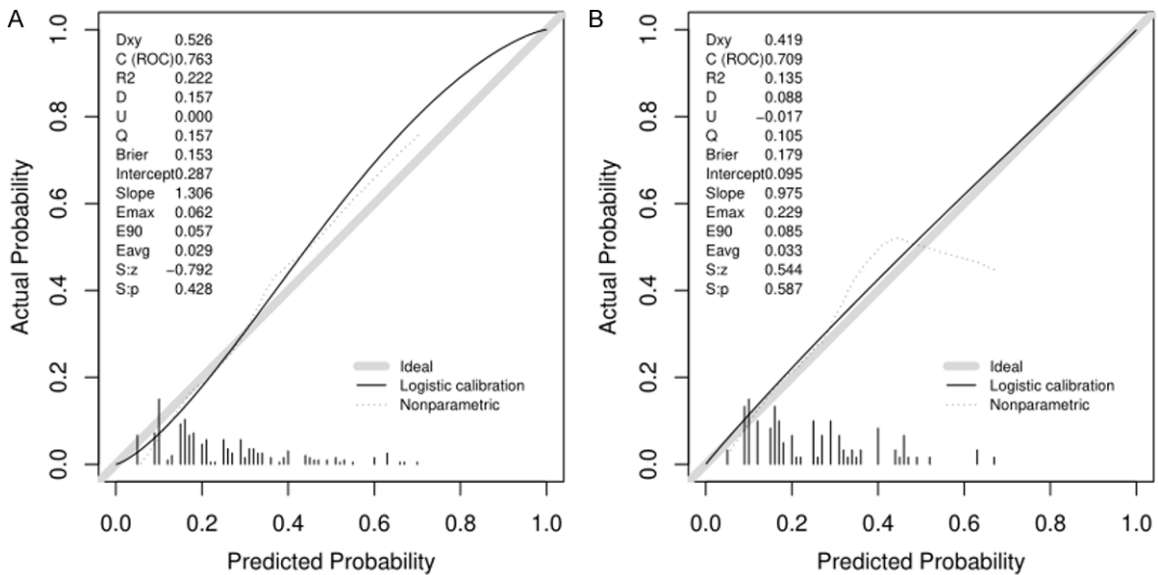 A
1.0
0.8
0.6
0.4
0.2
0.0
Actual Probability
Dxy 0.526
C (ROC) 0.763
R2 0.222
D 0.157
U 0.000
Q 0.157
Brier 0.153
Intercept 0.287
Slope 1.306
Emax 0.062
E90 0.057
Eavg 0.029
S:z −0.792
S:p 0.428
Ideal
Logistic calibration
Nonparametric
0.0 0.2 0.4 0.6 0.8 1.0
Predicted Probability
B
1.0
0.8
0.6
0.4
0.2
0.0
Actual Probability
Dxy 0.419
C (ROC) 0.709
R2 0.135
D 0.088
U −0.017
Q 0.105
Brier 0.179
Intercept 0.095
Slope 0.975
Emax 0.229
E90 0.085
Eavg 0.033
S:z 0.544
S:p 0.587
Ideal
Logistic calibration
Nonparametric
0.0 0.2 0.4 0.6 0.8 1.0
Predicted Probability